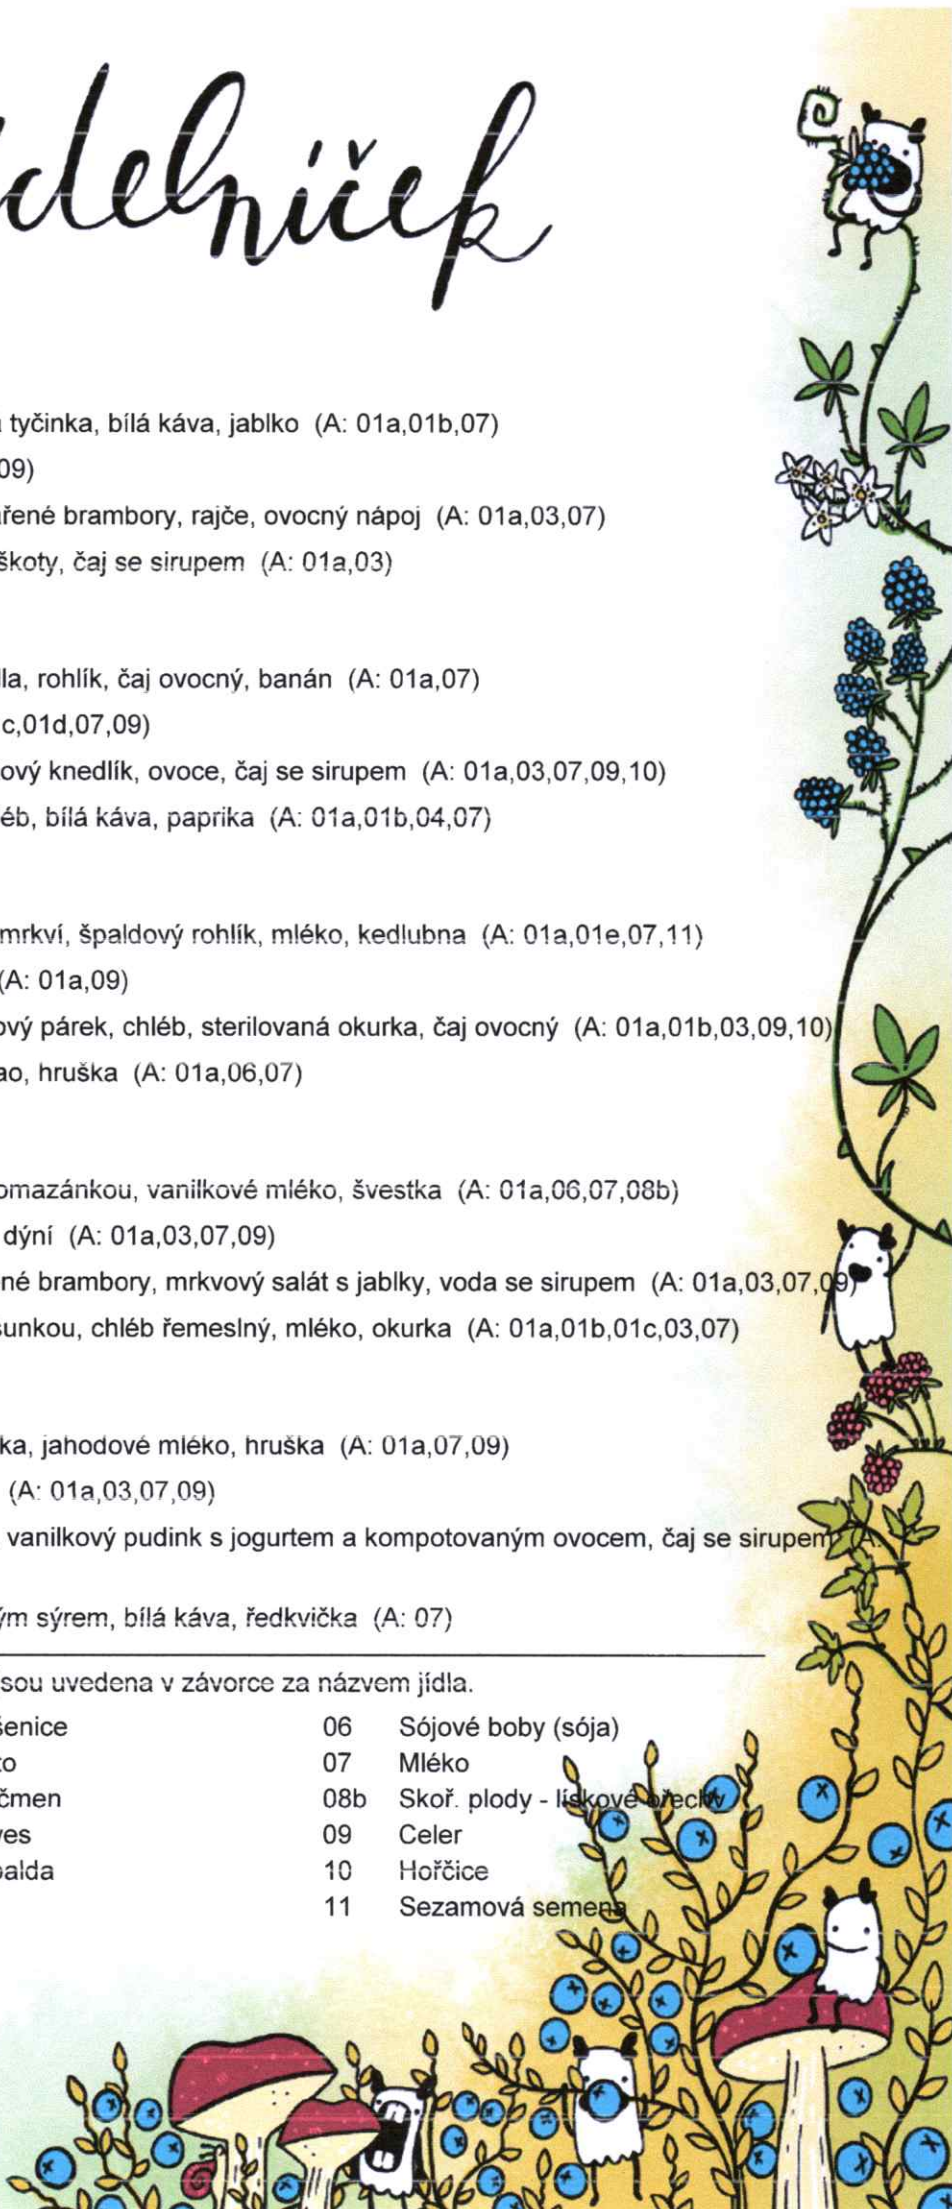 delníček
tyčinka, bílá káva, jablko (A: 01a,01b,07)
09)
řené brambory, rajče, ovocný nápoj (A: 01a,03,07)
škoty, čaj se sirupem (A: 01a,03)
lla, rohlík, čaj ovocný, banán (A: 01a,07)
c,01d,07,09)
ový knedlík, ovoce, čaj se sirupem (A: 01a,03,07,09,10)
éb, bílá káva, paprika (A: 01a,01b,04,07)
mrkví, špaldový rohlík, mléko, kedlubna (A: 01a,01e,07,11)
(A: 01a,09)
ový párek, chléb, sterilovaná okurka, čaj ovocný (A: 01a,01b,03,09,10)
ao, hruška (A: 01a,06,07)
omazánkou, vanilkové mléko, švestka (A: 01a,06,07,08b)
dýní (A: 01a,03,07,09)
né brambory, mrkvový salát s jablky, voda se sirupem (A: 01a,03,07,09)
sunkou, chléb řemeslný, mléko, okurka (A: 01a,01b,01c,03,07)
ka, jahodové mléko, hruška (A: 01a,07,09)
(A: 01a,03,07,09)
vanilkový pudink s jogurtem a kompotovaným ovocem, čaj se sirupem (A:
ým sýrem, bílá káva, ředkvička (A: 07)
sou uvedena v závorce za názvem jídla.
šenice 06 Sójové boby (sója)
to 07 Mléko
čmen 08b Skoř. plody - lískové ořechy
ves 09 Celer
palda 10 Hořčice
11 Sezamová semena